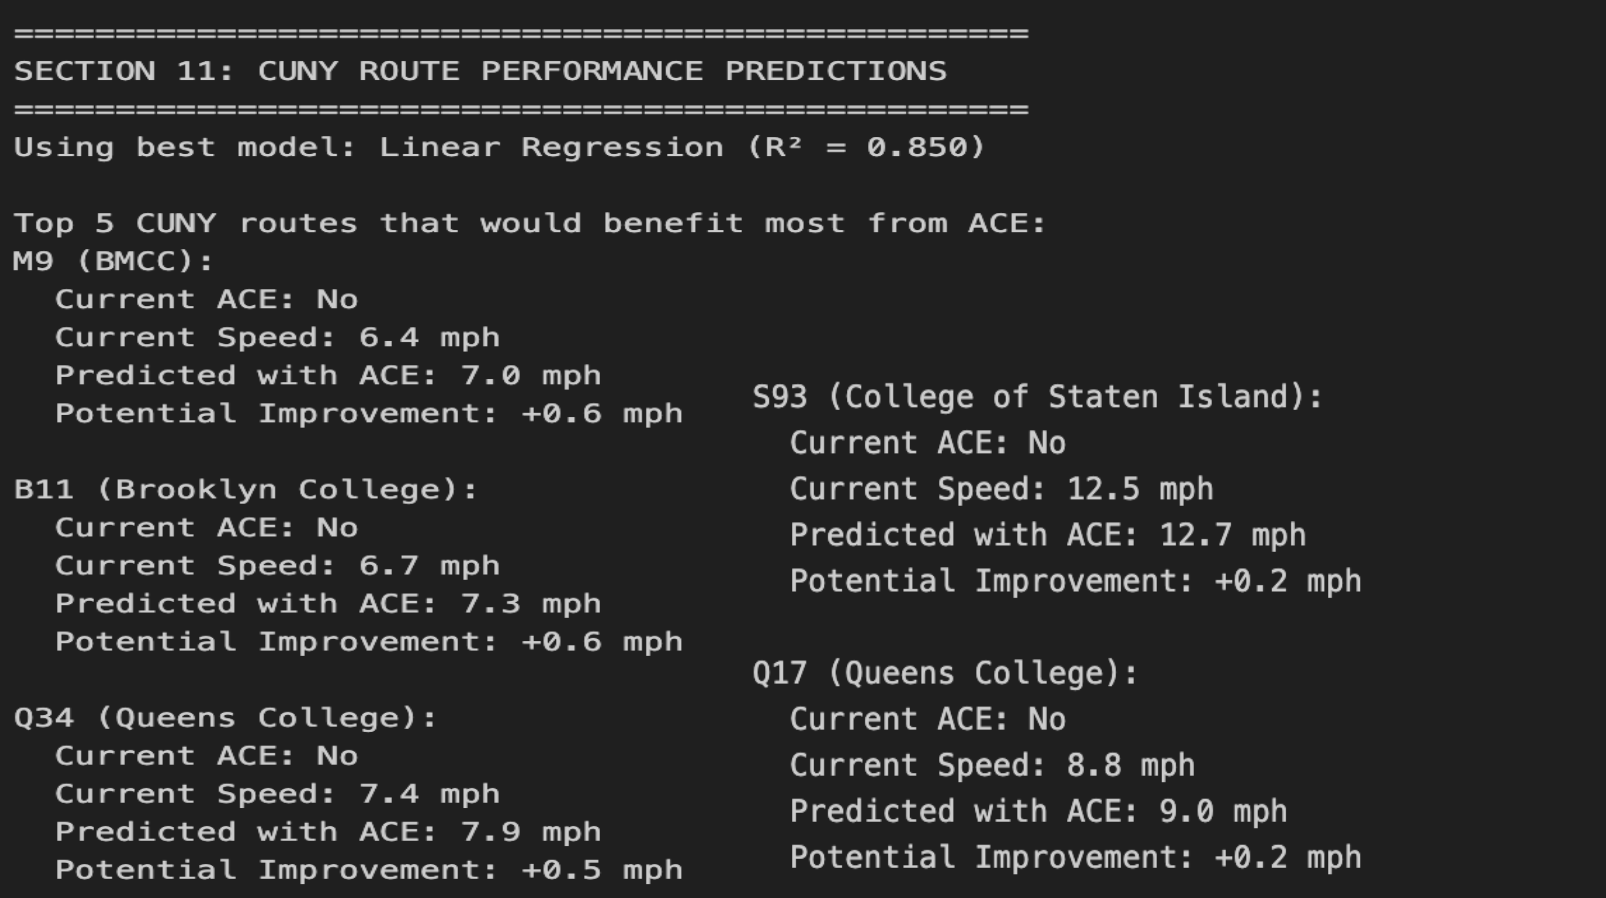 ==================================================
SECTION 11: CUNY ROUTE PERFORMANCE PREDICTIONS
==================================================
Using best model: Linear Regression (R² = 0.850)
Top 5 CUNY routes that would benefit most from ACE:
M9 (BMCC):
Current ACE: No
Current Speed: 6.4 mph
Predicted with ACE: 7.0 mph
Potential Improvement: +0.6 mph
B11 (Brooklyn College):
Current ACE: No
Current Speed: 6.7 mph
Predicted with ACE: 7.3 mph
Potential Improvement: +0.6 mph
Q34 (Queens College):
Current ACE: No
Current Speed: 7.4 mph
Predicted with ACE: 7.9 mph
Potential Improvement: +0.5 mph
S93 (College of Staten Island):
Current ACE: No
Current Speed: 12.5 mph
Predicted with ACE: 12.7 mph
Potential Improvement: +0.2 mph
Q17 (Queens College):
Current ACE: No
Current Speed: 8.8 mph
Predicted with ACE: 9.0 mph
Potential Improvement: +0.2 mph